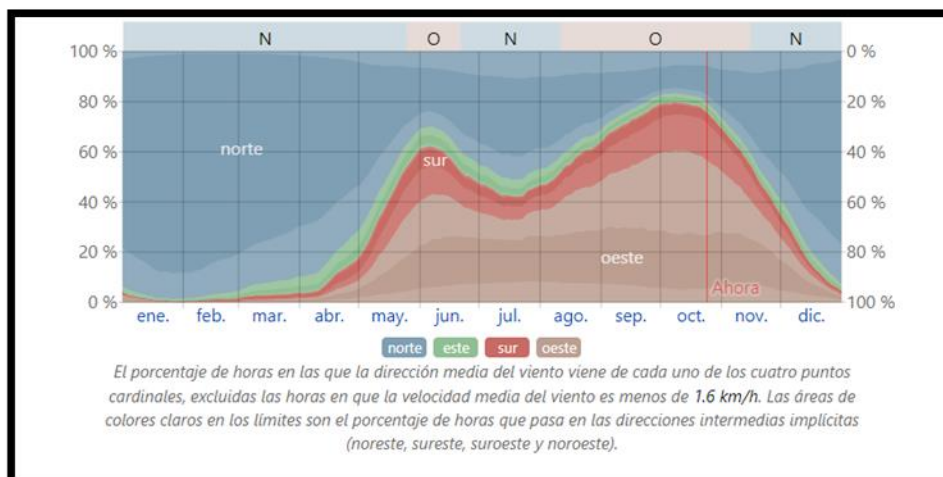 N O N O N
100 % 0 %
80 % 20 %
norte
60 % sur 40 %
40 % 60 %
20 % oeste 80 %
Ahora
0 % 100 %
ene. feb. mar. abr. may. jun. jul. ago. sep. oct. nov. dic.
norte este sur oeste
El porcentaje de horas en las que la dirección media del viento viene de cada uno de los cuatro puntos
cardinales, excluidas las horas en que la velocidad media del viento es menos de 1.6 km/h. Las áreas de
colores claros en los límites son el porcentaje de horas que pasa en las direcciones intermedias implícitas
(noreste, sureste, suroeste y noroeste).